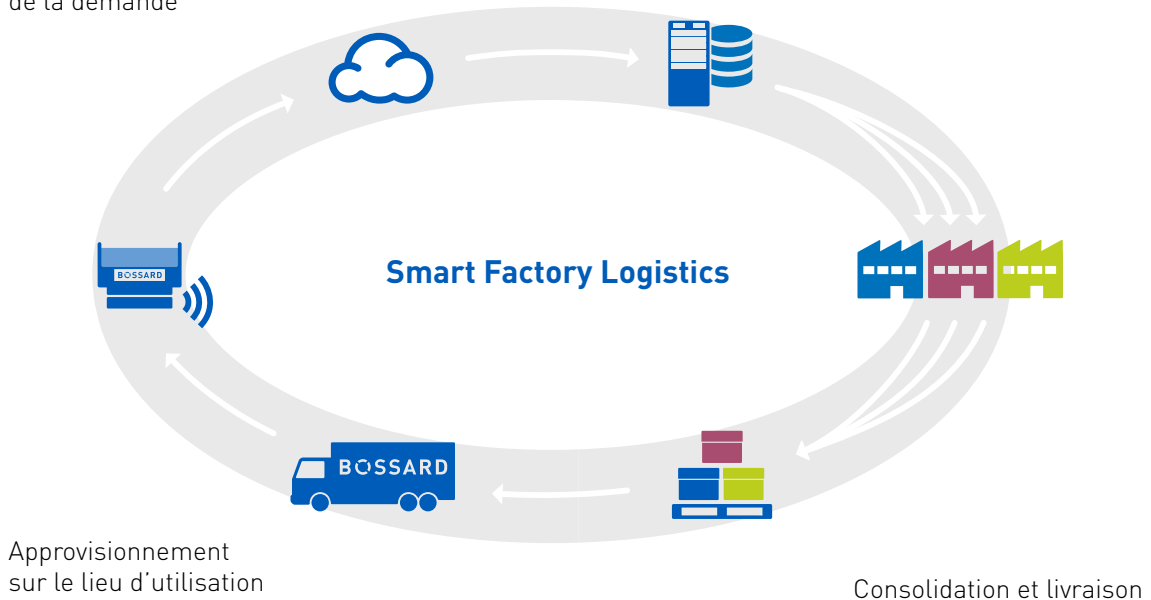 de la demande
BOSSARD
Smart Factory Logistics
BOSSARD
Approvisionnement
sur le lieu d'utilisation
Consolidation et livraison